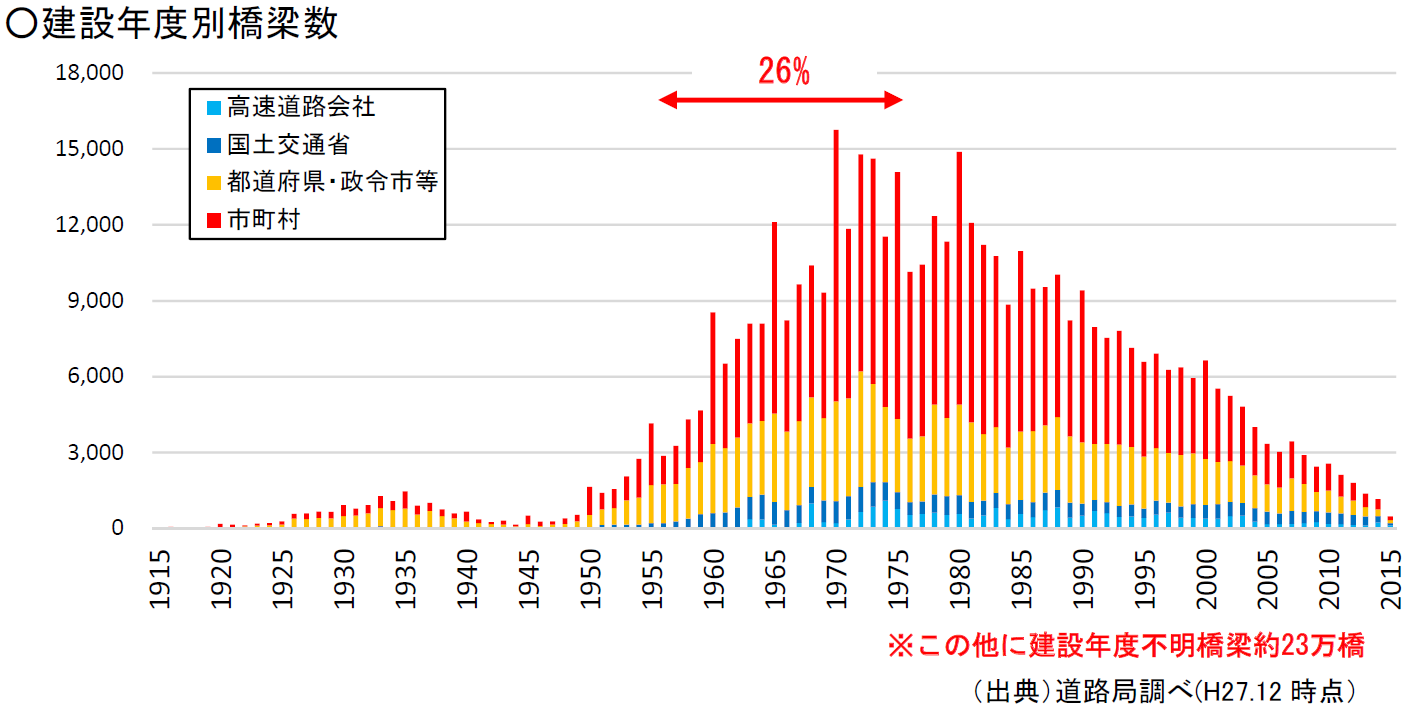 〇建設年度別橋梁数
18,000
15,000
12,000
9,000
6,000
3,000
0
26%
高速道路会社
国土交通省
都道府県・政令市等
市町村
1915 1920 1925 1930 1935 1940 1945 1950 1955 1960 1965 1970 1975 1980 1985 1990 1995 2000 2005 2010 2015
※この他に建設年度不明橋梁約23万橋
（出典）道路局調べ(H27.12 時点）